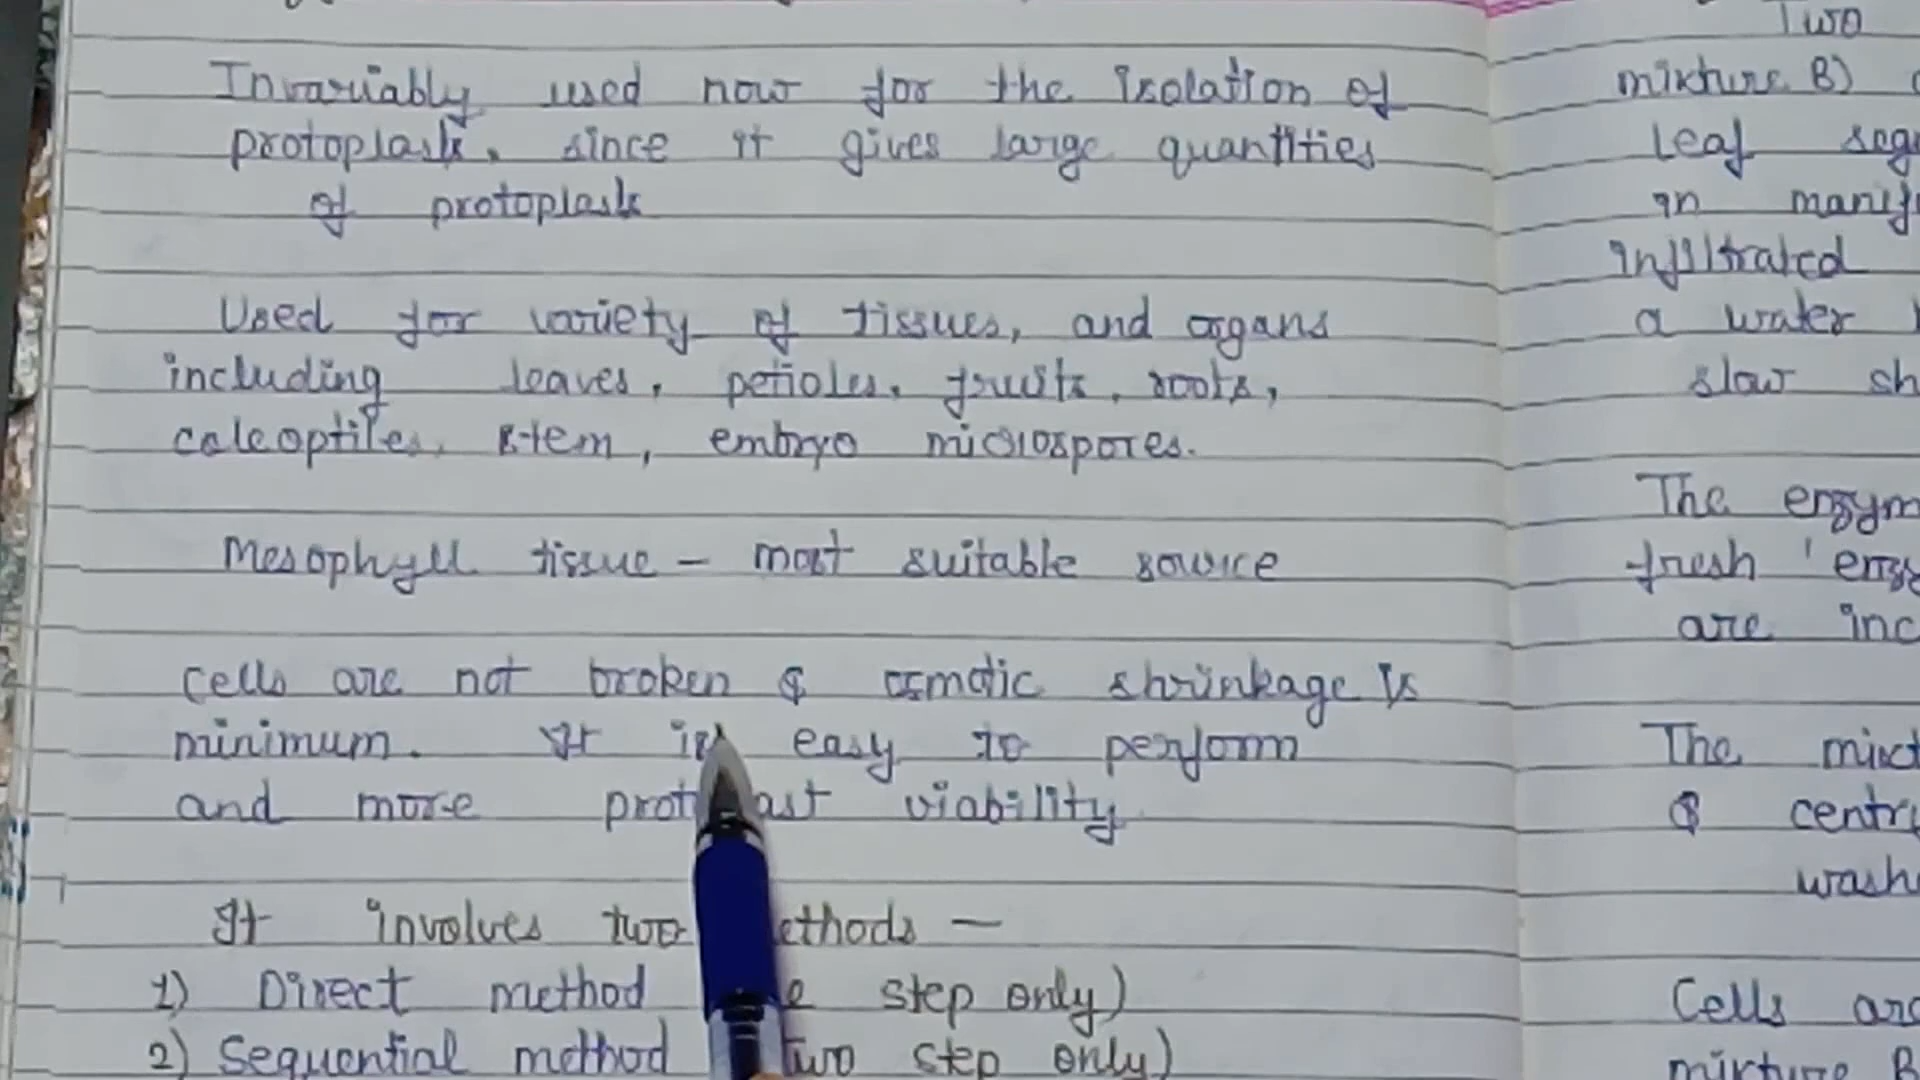 Invariably used now for the isolation of
protoplasts, since it gives large quantities
of protoplasts
Used for variety of tissues, and organs
including leaves, petioles, fruits, roots,
coleoptiles, stem, embryo microspores.
Mesophyll tissue - most suitable source
cells are not broken & osmotic shrinkage is
minimum. It is easy to perform
and more viability
It involves two
1) Direct method step only)
2) Sequential method two step only)
Two
mixture B)
Leaf
in
infiltrated
a water
slow
The
fresh
are
The
&
Cells
mixture B